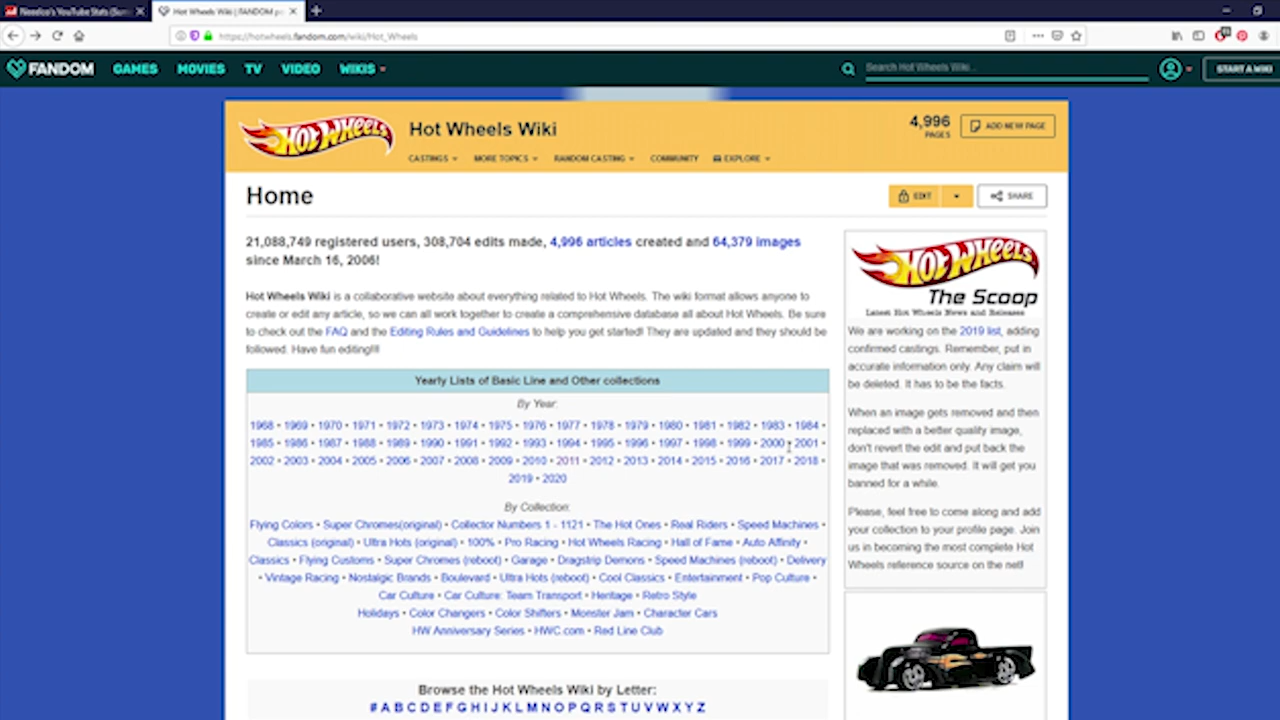 Hot Wheels Wiki | FANDOM
https://hotwheels.fandom.com/wiki/Hot_Wheels
FANDOM GAMES MOVIES TV VIDEO WIKIS Search Hot Wheels Wiki... START A WIKI
HOT WHEELS
Hot Wheels Wiki
4,996 PAGES
ADD NEW PAGE
CASTINGS MORE TOPICS RANDOM CASTING COMMUNITY EXPLORE
Home
EDIT SHARE
21,088,749 registered users, 308,704 edits made, 4,996 articles created and 64,379 images
since March 16, 2006!
Hot Wheels Wiki is a collaborative website about everything related to Hot Wheels. The wiki format allows anyone to
create or edit any article, so we can all work together to create a comprehensive database all about Hot Wheels. Be sure
to check out the FAQ and the Editing Rules and Guidelines to help you get started! They are updated and they should be
followed. Have fun editing!!!
Yearly Lists of Basic Line and Other collections
By Year:
1968 • 1969 • 1970 • 1971 • 1972 • 1973 • 1974 • 1975 • 1976 • 1977 • 1978 • 1979 • 1980 • 1981 • 1982 • 1983 • 1984 •
1985 • 1986 • 1987 • 1988 • 1989 • 1990 • 1991 • 1992 • 1993 • 1994 • 1995 • 1996 • 1997 • 1998 • 1999 • 2000 • 2001 •
2002 • 2003 • 2004 • 2005 • 2006 • 2007 • 2008 • 2009 • 2010 • 2011 • 2012 • 2013 • 2014 • 2015 • 2016 • 2017 • 2018 •
2019 • 2020
By Collection:
Flying Colors • Super Chromes(original) • Collector Numbers 1 - 1121 • The Hot Ones • Real Riders • Speed Machines •
Classics (original) • Ultra Hots (original) • 100% • Pro Racing • Hot Wheels Racing • Hall of Fame • Auto Affinity •
Classics • Flying Customs • Super Chromes (reboot) • Garage • Dragstrip Demons • Speed Machines (reboot) • Delivery
• Vintage Racing • Nostalgic Brands • Boulevard • Ultra Hots (reboot) • Cool Classics • Entertainment • Pop Culture •
Car Culture • Car Culture: Team Transport • Heritage • Retro Style
Holidays • Color Changers • Color Shifters • Monster Jam • Character Cars
HW Anniversary Series • HWC.com • Red Line Club
Browse the Hot Wheels Wiki by Letter:
# A B C D E F G H I J K L M N O P Q R S T U V W X Y Z
HOT WHEELS
The Scoop
Latest Hot Wheels News and Releases
We are working on the 2019 list, adding
confirmed castings. Remember, put in
accurate information only. Any claim will
be deleted. It has to be the facts.
When an image gets removed and then
replaced with a better quality image,
don't revert the edit and put back the
image that was removed. It will get you
banned for a while.
Please, feel free to come along and add
your collection to your profile page. Join
us in becoming the most complete Hot
Wheels reference source on the net!